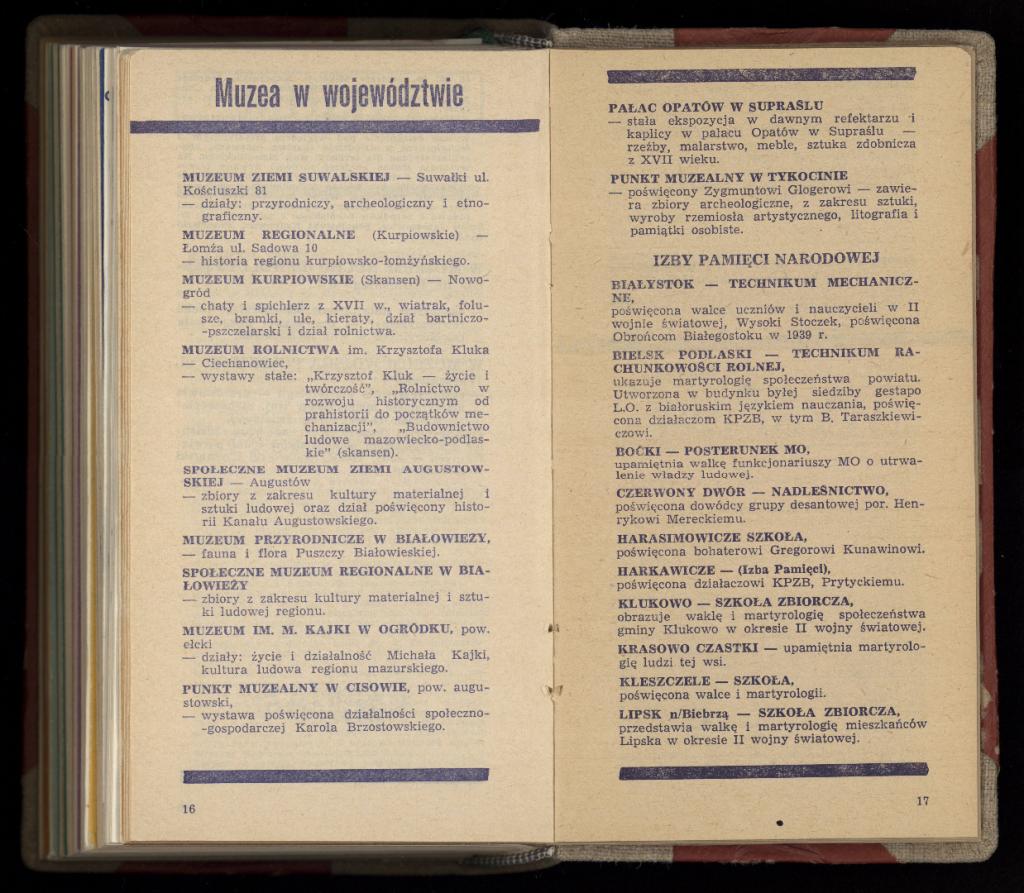 Muzea w województwie
MUZEUM ZIEMI SUWALSKIEJ — Suwałki ul.
Kościuszki 81
— działy: przyrodniczy, archeologiczny i etno-
graficzny.
MUZEUM REGIONALNE (Kurpiowskie) —
Łomża ul. Sadowa 10
— historia regionu kurpiowsko-łomżyńskiego.
MUZEUM KURPIOWSKIE (Skansen) — Nowo-
gród
— chaty i spichlerz z XVII w., wiatrak, folu-
sze, bramki, ule, kieraty, dział bartniczo-
-pszczelarski i dział rolnictwa.
MUZEUM ROLNICTWA im. Krzysztofa Kluka
— Ciechanowiec,
— wystawy stałe: „Krzysztof Kluk — życie i
twórczość”, „Rolnictwo w
rozwoju historycznym od
prahistorii do początków me-
chanizacji”, „Budownictwo
ludowe mazowiecko-podlas-
kie” (skansen).
SPOŁECZNE MUZEUM ZIEMI AUGUSTOW-
SKIEJ — Augustów
— zbiory z zakresu kultury materialnej i
sztuki ludowej oraz dział poświęcony histo-
rii Kanału Augustowskiego.
MUZEUM PRZYRODNICZE W BIAŁOWIEŻY,
— fauna i flora Puszczy Białowieskiej.
SPOŁECZNE MUZEUM REGIONALNE W BIA-
ŁOWIEŻY
— zbiory z zakresu kultury materialnej i sztu-
ki ludowej regionu.
MUZEUM IM. M. KAJKI W OGRÓDKU, pow.
ełcki
— działy: życie i działalność Michała Kajki,
kultura ludowa regionu mazurskiego.
PUNKT MUZEALNY W CISOWIE, pow. augu-
stowski,
— wystawa poświęcona działalności społeczno-
-gospodarczej Karola Brzostowskiego.
16
PAŁAC OPATÓW W SUPRAŚLU
— stała ekspozycja w dawnym refektarzu i
kaplicy w pałacu Opatów w Supraślu —
rzeźby, malarstwo, meble, sztuka zdobnicza
z XVII wieku.
PUNKT MUZEALNY W TYKOCINIE
— poświęcony Zygmuntowi Glogerowi — zawie-
ra zbiory archeologiczne, z zakresu sztuki,
wyroby rzemiosła artystycznego, litografia i
pamiątki osobiste.
IZBY PAMIĘCI NARODOWEJ
BIAŁYSTOK — TECHNIKUM MECHANICZ-
NE,
poświęcona walce uczniów i nauczycieli w II
wojnie światowej, Wysoki Stoczek, poświęcona
Obrońcom Białegostoku w 1939 r.
BIELSK PODLASKI — TECHNIKUM RA-
CHUNKOWOŚCI ROLNEJ,
ukazuje martyrologię społeczeństwa powiatu.
Utworzona w budynku byłej siedziby gestapo
L.O. z białoruskim językiem nauczania, poświę-
cona działaczom KPZB, w tym B. Taraszkiewi-
czowi.
BOĆKI — POSTERUNEK MO,
upamiętnia walkę funkcjonariuszy MO o utrwa-
lenie władzy ludowej.
CZERWONY DWÓR — NADLEŚNICTWO,
poświęcona dowódcy grupy desantowej por. Hen-
rykowi Mereckiemu.
HARASIMOWICZE SZKOŁA,
poświęcona bohaterowi Gregorowi Kunawinowi.
HARKAWICZE — (Izba Pamięci),
poświęcona działaczowi KPZB, Prytyckiemu.
KLUKOWO — SZKOŁA ZBIORCZA,
obrazuje waklę i martyrologię społeczeństwa
gminy Klukowo w okresie II wojny światowej.
KRASOWO CZASTKI — upamiętnia martyrolo-
gię ludzi tej wsi.
KLESZCZELE — SZKOŁA,
poświęcona walce i martyrologii.
LIPSK n/Biebrzą — SZKOŁA ZBIORCZA,
przedstawia walkę i martyrologię mieszkańców
Lipska w okresie II wojny światowej.
17